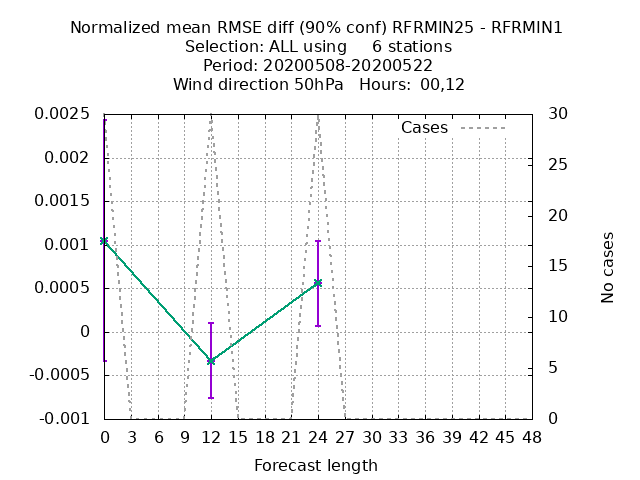 Normalized mean RMSE diff (90% conf) RFRMIN25 - RFRMIN1
Selection: ALL using     6 stations
Period: 20200508-20200522
Wind direction 50hPa   Hours:  00,12
0.0025
0.002
0.0015
0.001
0.0005
0
-0.0005
-0.001
Cases
30
25
20
15
10
5
0
No cases
0 3 6 9 12 15 18 21 24 27 30 33 36 39 42 45 48
Forecast length